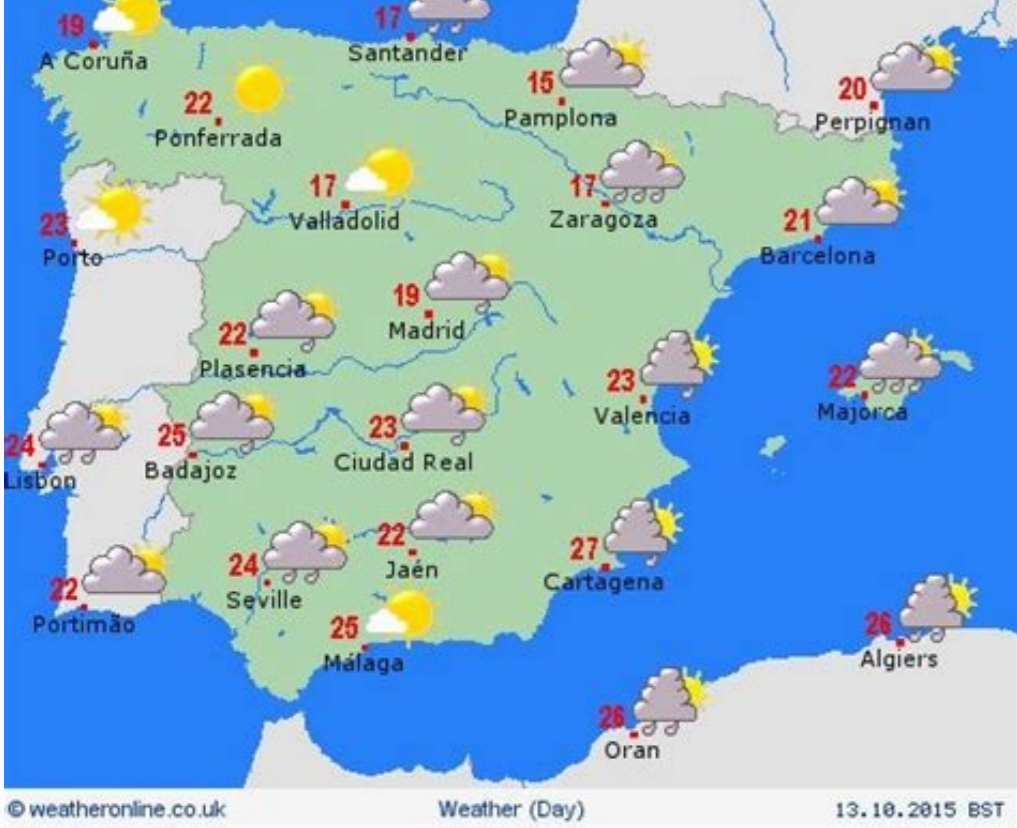 19
A Coruña
17
Santander
22
Ponferrada
15
Pamplona
20
Perpignan
17
Valladolid
17
Zaragoza
23
Porto
21
Barcelona
19
Madrid
22
Plasencia
23
Valencia
22
Majorca
24
Lisbon
25
Badajoz
23
Ciudad Real
22
Jaén
27
Cartagena
24
Seville
22
Portimão
25
Málaga
26
Algiers
26
Oran
© weatheronline.co.uk
Weather (Day)
13.10.2015 BST